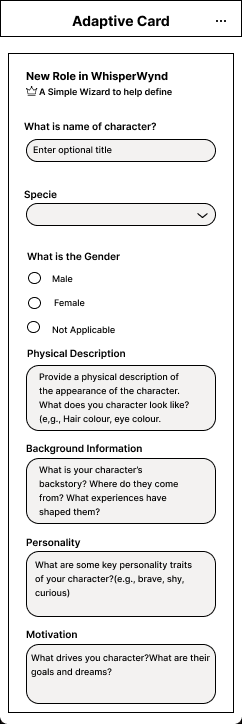 Adaptive Card
...
New Role in WhisperWynd
A Simple Wizard to help define
What is name of character?
Enter optional title
Specie
What is the Gender
Male
Female
Not Applicable
Physical Description
Provide a physical description of
the appearance of the character.
What does you character look like?
(e,g., Hair colour, eye colour.
Background Information
What is your character's
backstory? Where do they come
from? What experiences have
shaped them?
Personality
What are some key personality traits
of your character?(e.g., brave, shy,
curious)
Motivation
What drives you character?What are their
goals and dreams?